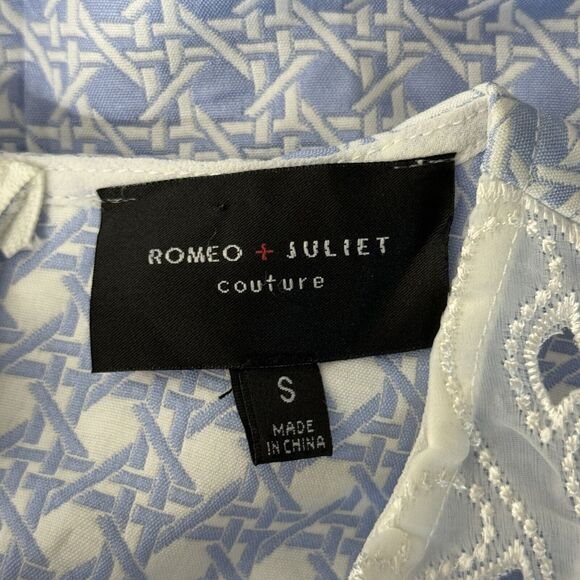 ROMEO + JULIET
couture
S
MADE
IN CHINA